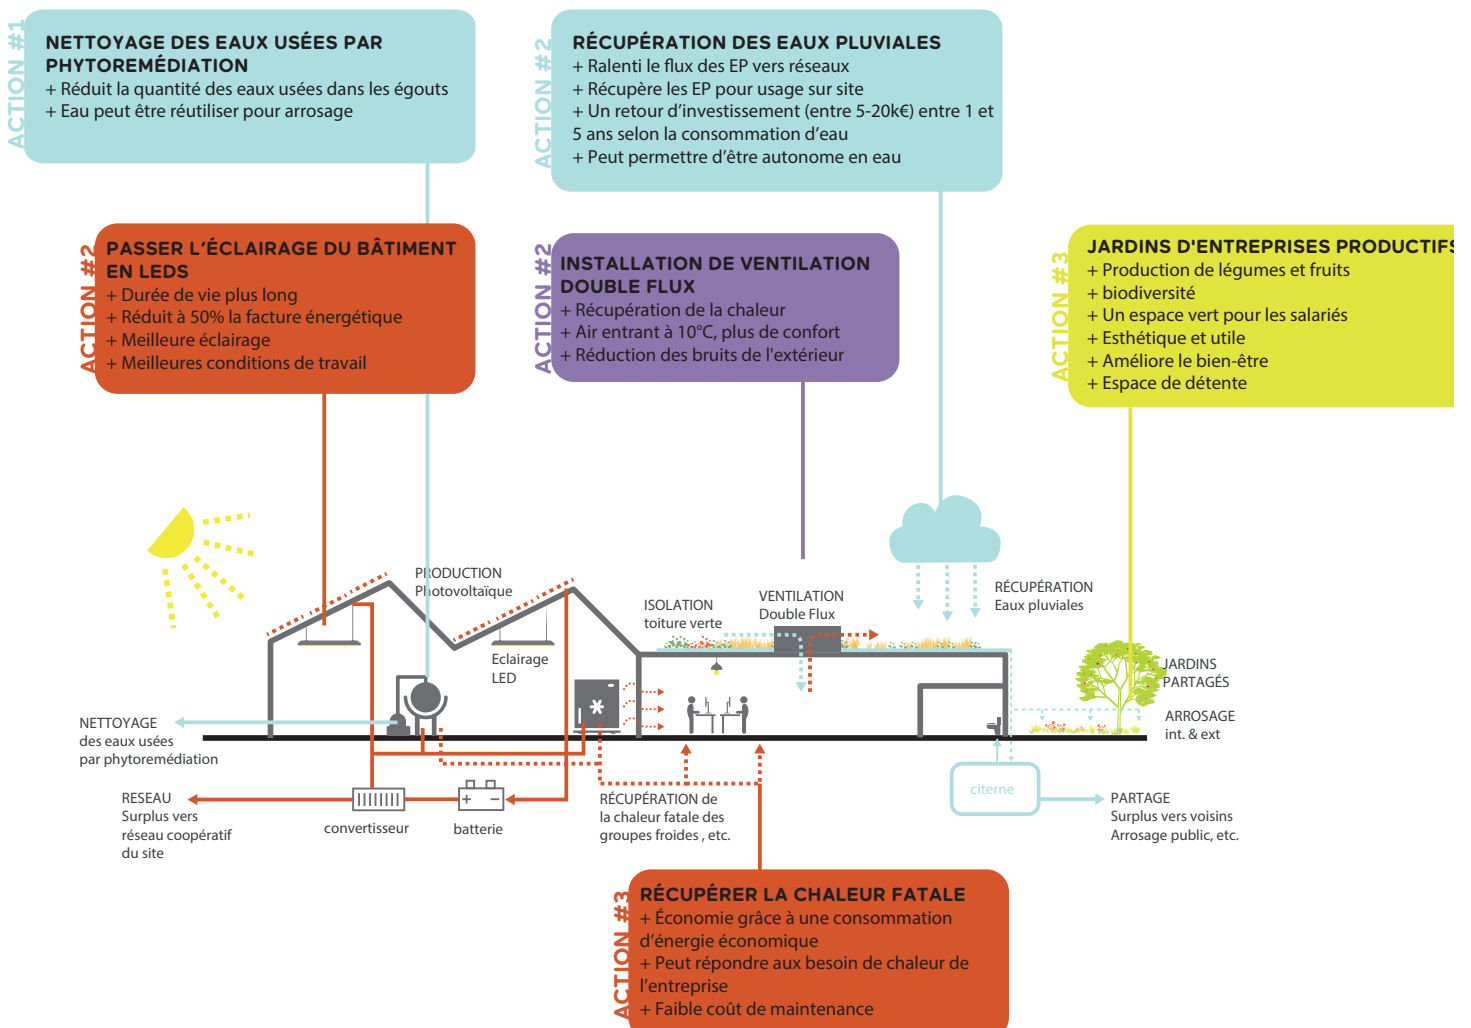 ACTION #1
NETTOYAGE DES EAUX USÉES PAR
PHYTOREMÉDIATION
+ Réduit la quantité des eaux usées dans les égouts
+ Eau peut être réutiliser pour arrosage
ACTION #2
RÉCUPÉRATION DES EAUX PLUVIALES
+ Ralenti le flux des EP vers réseaux
+ Récupère les EP pour usage sur site
+ Un retour d'investissement (entre 5-20k€) entre 1 et
5 ans selon la consommation d'eau
+ Peut permettre d'être autonome en eau
ACTION #2
PASSER L'ÉCLAIRAGE DU BÂTIMENT
EN LEDS
+ Durée de vie plus long
+ Réduit à 50% la facture énergétique
+ Meilleure éclairage
+ Meilleures conditions de travail
ACTION #2
INSTALLATION DE VENTILATION
DOUBLE FLUX
+ Récupération de la chaleur
+ Air entrant à 10°C, plus de confort
+ Réduction des bruits de l'extérieur
ACTION #3
JARDINS D'ENTREPRISES PRODUCTIFS
+ Production de légumes et fruits
+ biodiversité
+ Un espace vert pour les salariés
+ Esthétique et utile
+ Améliore le bien-être
+ Espace de détente
PRODUCTION
Photovoltaïque
ISOLATION
toiture verte
VENTILATION
Double Flux
RÉCUPÉRATION
Eaux pluviales
Eclairage
LED
JARDINS
PARTAGÉS
ARROSAGE
int. & ext
NETTOYAGE
des eaux usées
par phytoremédiation
RESEAU
Surplus vers
réseau coopératif
du site
convertisseur
batterie
RÉCUPÉRATION de
la chaleur fatale des
groupes froides , etc.
citerne
PARTAGE
Surplus vers voisins
Arrosage public, etc.
ACTION #3
RÉCUPÉRER LA CHALEUR FATALE
+ Économie grâce à une consommation
d'énergie économique
+ Peut répondre aux besoin de chaleur de
l'entreprise
+ Faible coût de maintenance